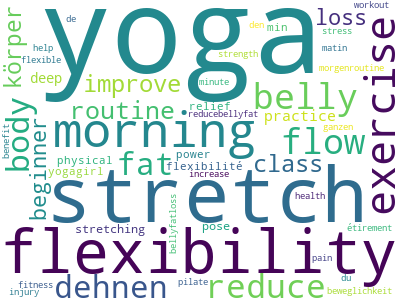 de
workout
den
min
loss
stress
help
flexible
körper
yoga
deep
improve
strength
matin
morgenroutine
belly
minute
routine
relief
reducebellyfat
practice
ganzen
exercise
body
morning
flow
beginner
benefit
physical
fat
power
flexibilité
class
yogagirl
increase
stretch
health
bellyfatloss
stretching
pose
étirement
flexibility
pain
fitness
injury
dehnen
pilate
reduce
du
beweglichkeit